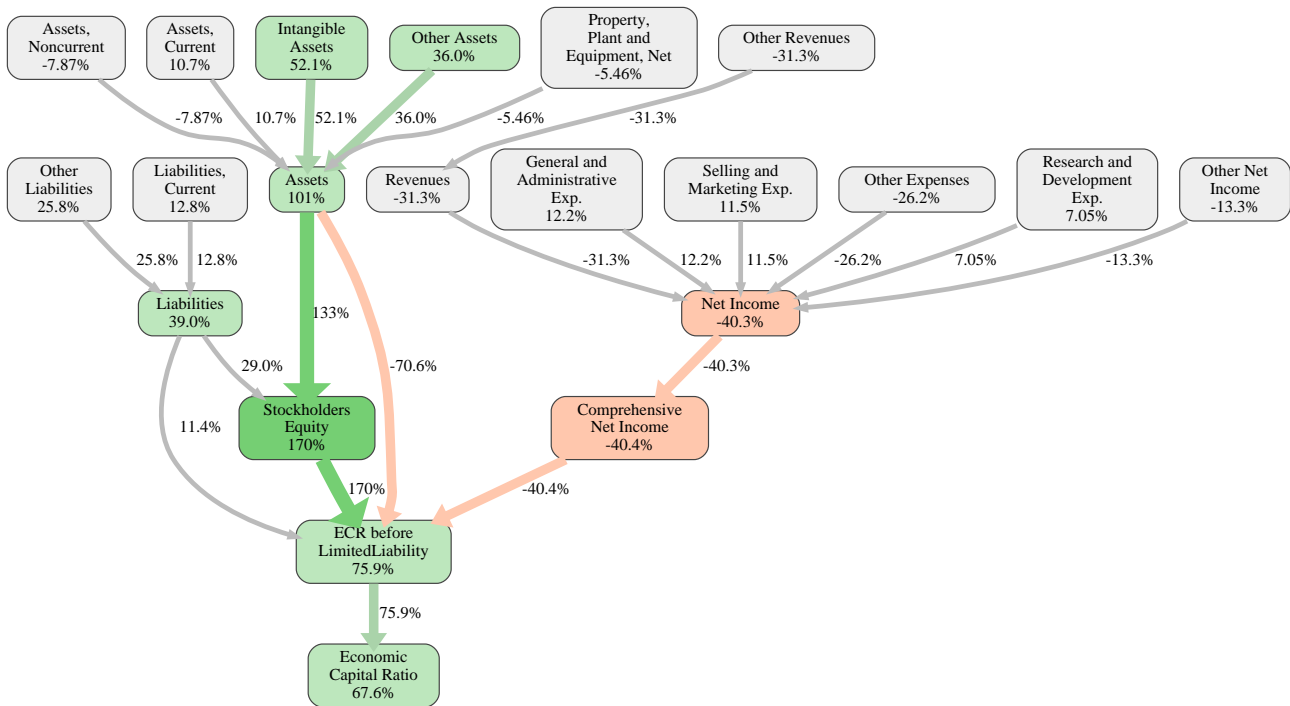 Assets,
Noncurrent
-7.87%
Assets,
Current
10.7%
Intangible
Assets
52.1%
Other Assets
36.0%
Property,
Plant and
Equipment, Net
-5.46%
Other Revenues
-31.3%
-7.87%
10.7%
52.1%
36.0%
-5.46%
-31.3%
Other
Liabilities
25.8%
Liabilities,
Current
12.8%
Assets
101%
Revenues
-31.3%
General and
Administrative
Exp.
12.2%
Selling and
Marketing Exp.
11.5%
Other Expenses
-26.2%
Research and
Development
Exp.
7.05%
Other Net
Income
-13.3%
25.8%
12.8%
-31.3%
12.2%
11.5%
-26.2%
7.05%
-13.3%
Liabilities
39.0%
133%
Net Income
-40.3%
29.0%
-70.6%
-40.3%
11.4%
Stockholders
Equity
170%
Comprehensive
Net Income
-40.4%
170%
-40.4%
ECR before
LimitedLiability
75.9%
75.9%
Economic
Capital Ratio
67.6%